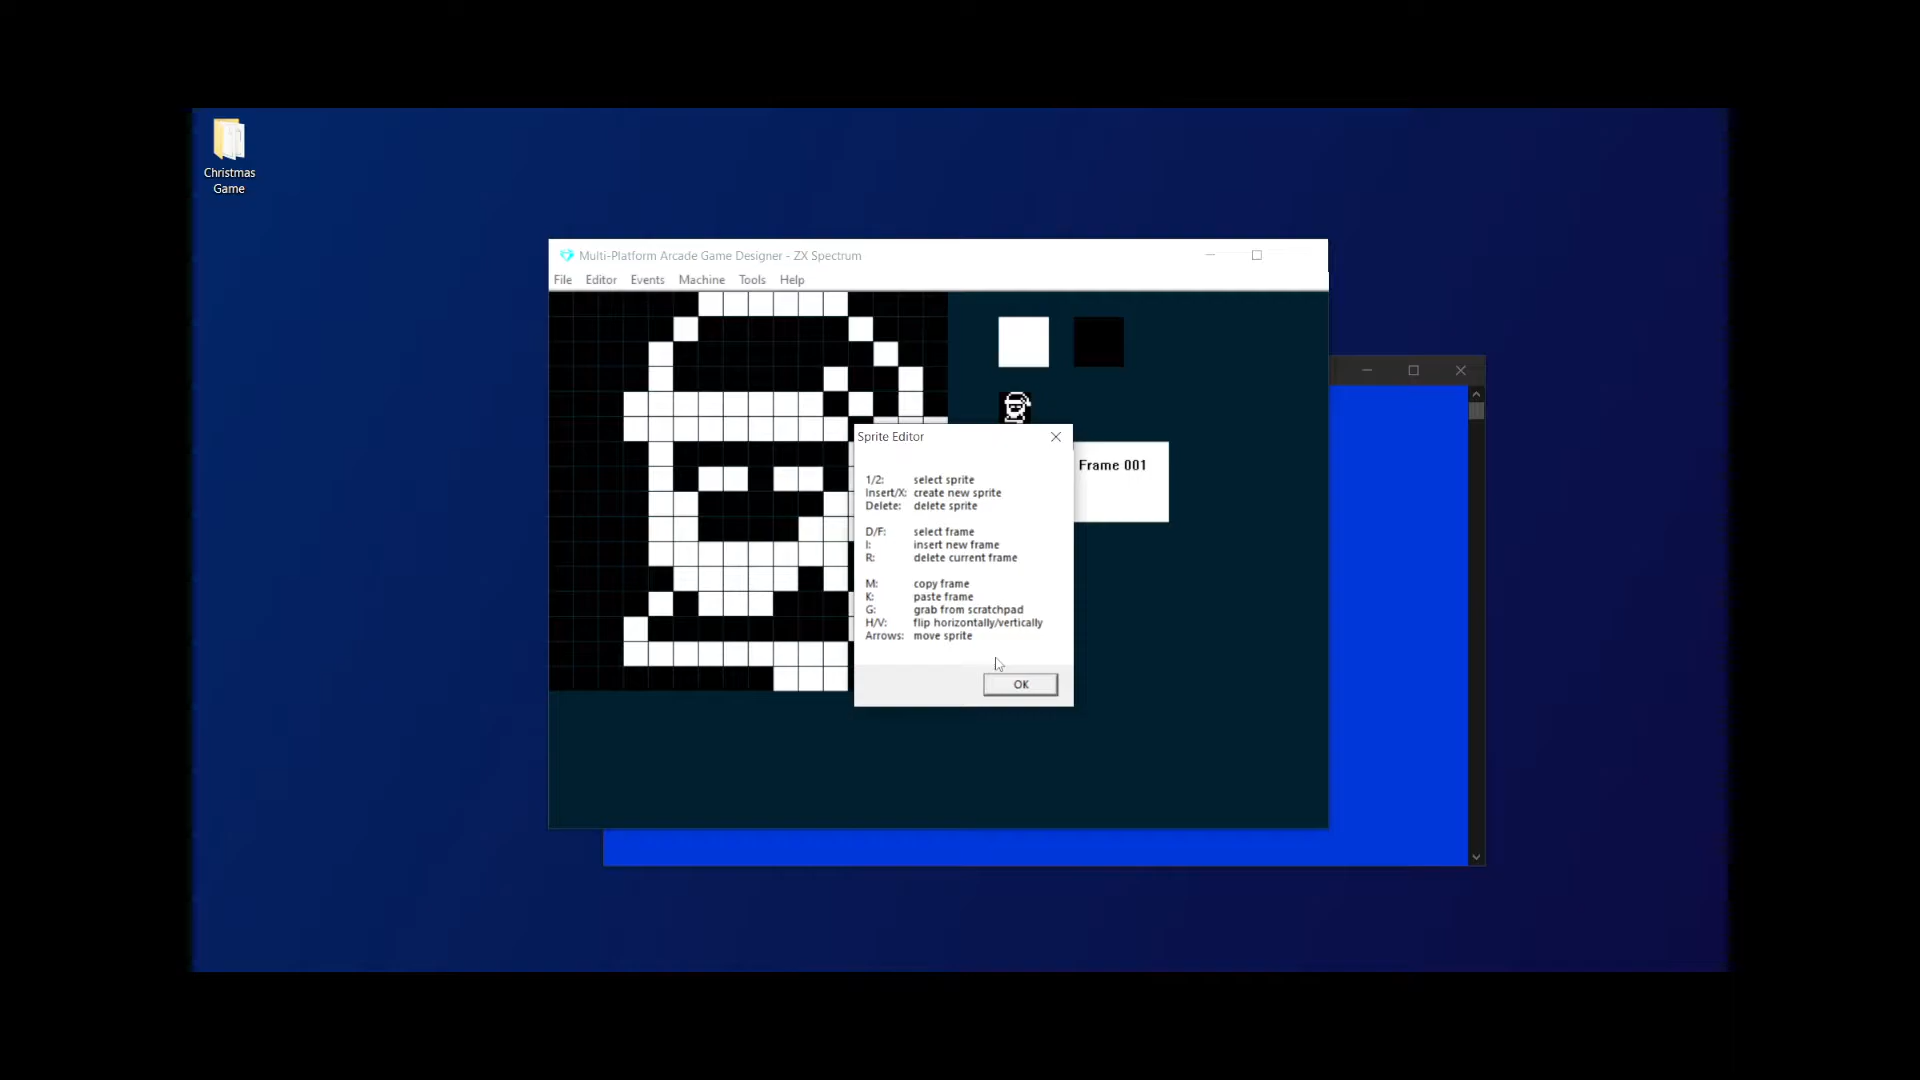 Christmas
Game
Multi-Platform Arcade Game Designer - ZX Spectrum
File Editor Events Machine Tools Help
Sprite Editor
Frame 001
1/2: select sprite
Insert/X: create new sprite
Delete: delete sprite
D/F: select frame
I: insert new frame
R: delete current frame
M: copy frame
K: paste frame
G: grab from scratchpad
H/V: flip horizontally/vertically
Arrows: move sprite
OK